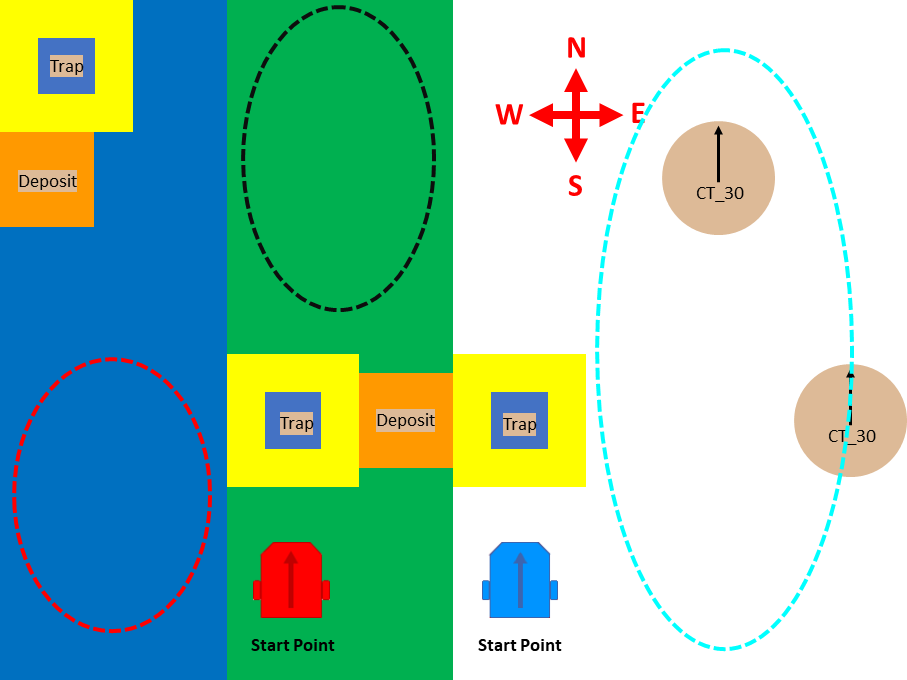 Trap
Deposit
N
W
E
S
CT_30
CT_30
Trap
Deposit
Trap
Start Point
Start Point